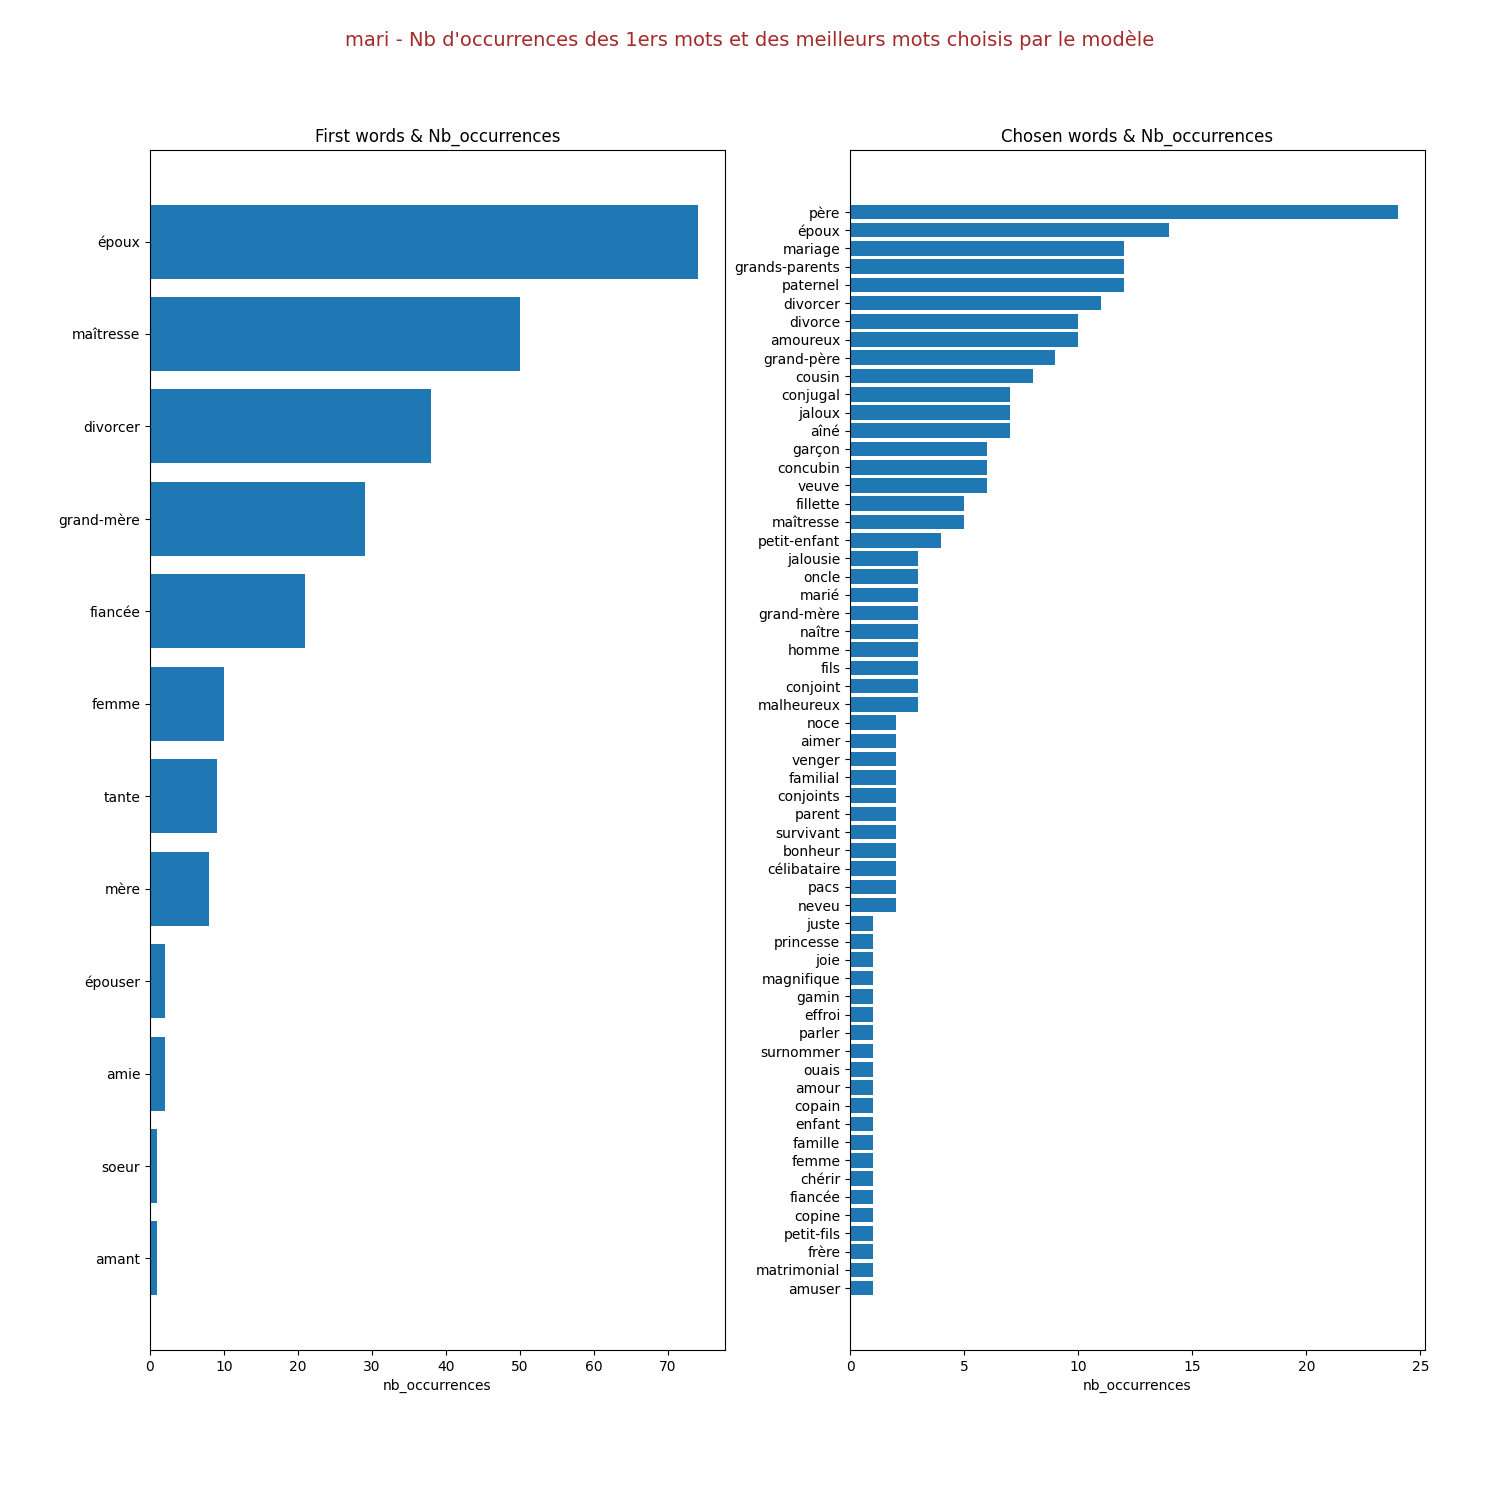 mari - Nb d'occurrences des 1ers mots et des meilleurs mots choisis par le modèle
First words & Nb_occurrences
époux
maîtresse
divorcer
grand-mère
fiancée
femme
tante
mère
épouser
amie
soeur
amant
0 10 20 30 40 50 60 70
nb_occurrences
Chosen words & Nb_occurrences
père
époux
mariage
grands-parents
paternel
divorcer
divorce
amoureux
grand-père
cousin
conjugal
jaloux
aîné
garçon
concubin
veuve
fillette
maîtresse
petit-enfant
jalousie
oncle
marié
grand-mère
naître
homme
fils
conjoint
malheureux
noce
aimer
venger
familial
conjoints
parent
survivant
bonheur
célibataire
pacs
neveu
juste
princesse
joie
magnifique
gamin
effroi
parler
surnommer
ouais
amour
copain
enfant
famille
femme
chérir
fiancée
copine
petit-fils
frère
matrimonial
amuser
0 5 10 15 20 25
nb_occurrences